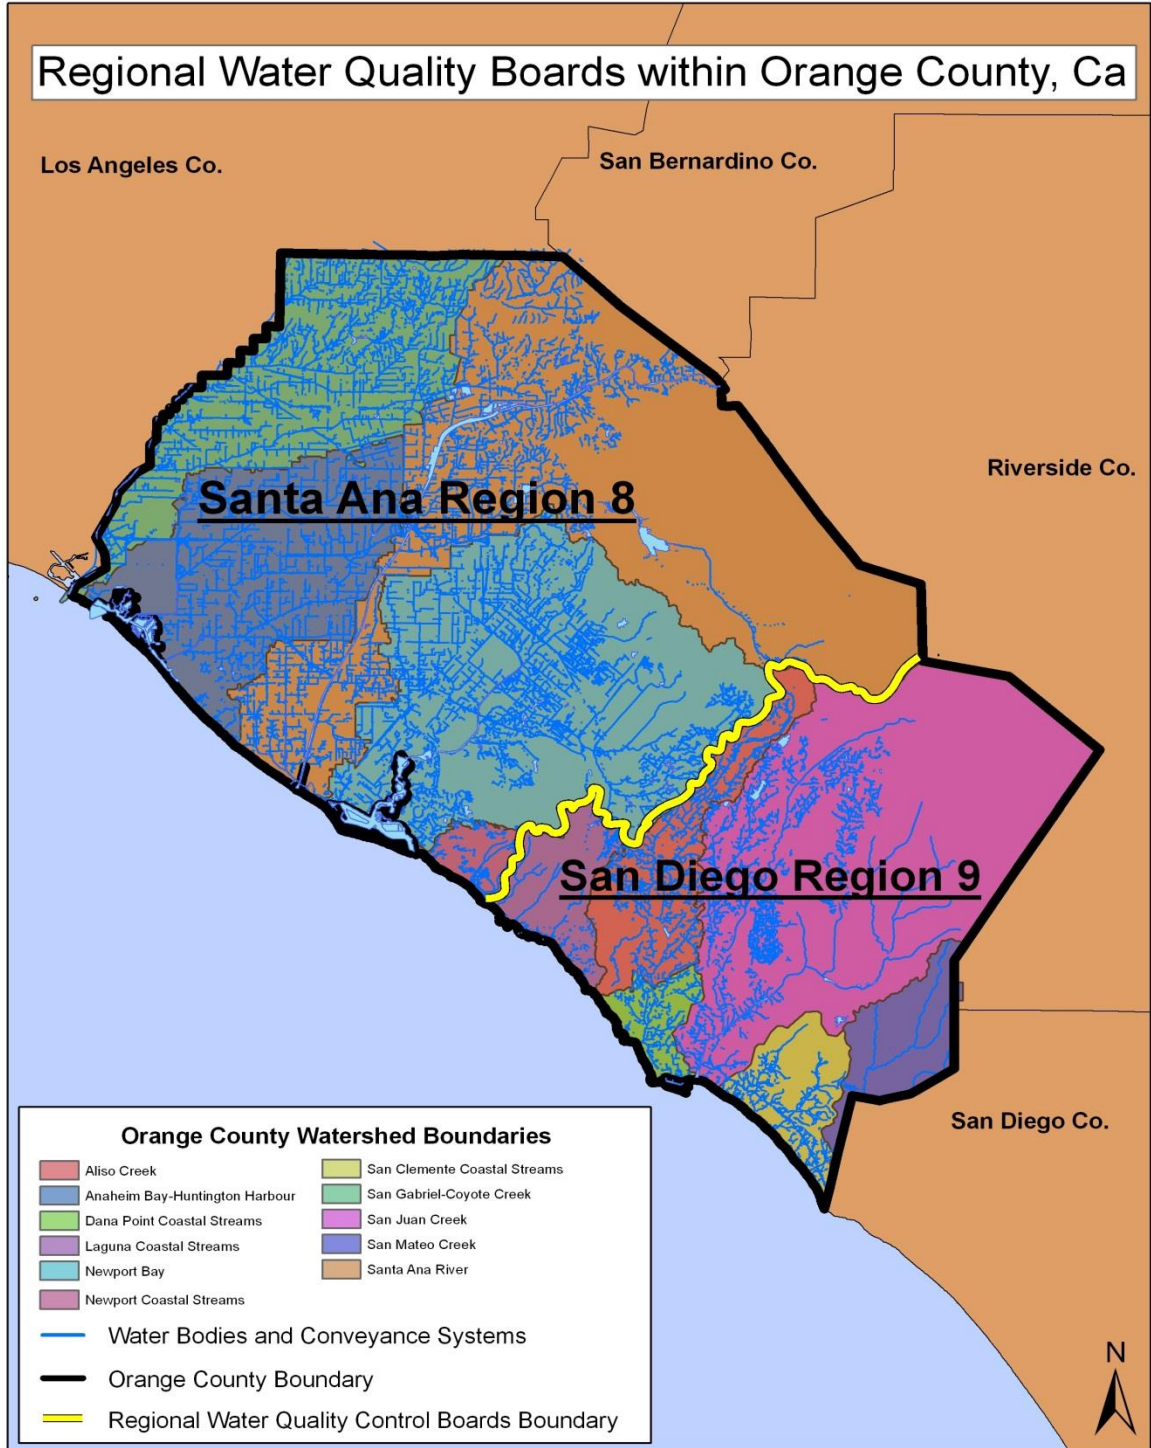 Regional Water Quality Boards within Orange County, Ca
Los Angeles Co.
San Bernardino Co.
Riverside Co.
Santa Ana Region 8
San Diego Region 9
San Diego Co.
Orange County Watershed Boundaries
Aliso Creek
Anaheim Bay-Huntington Harbour
Dana Point Coastal Streams
Laguna Coastal Streams
Newport Bay
Newport Coastal Streams
San Clemente Coastal Streams
San Gabriel-Coyote Creek
San Juan Creek
San Mateo Creek
Santa Ana River
Water Bodies and Conveyance Systems
Orange County Boundary
Regional Water Quality Control Boards Boundary
N